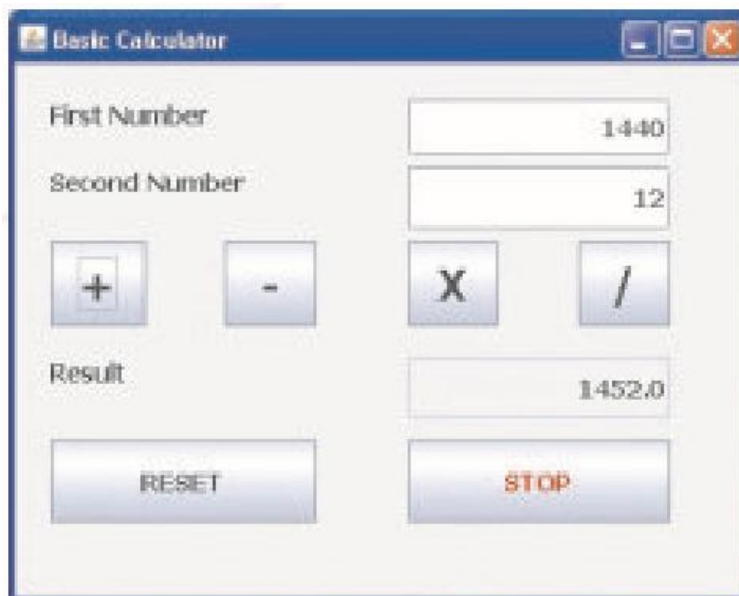 Basic Calculator
First Number 1440
Second Number 12
+ - X /
Result 1452.0
RESET STOP